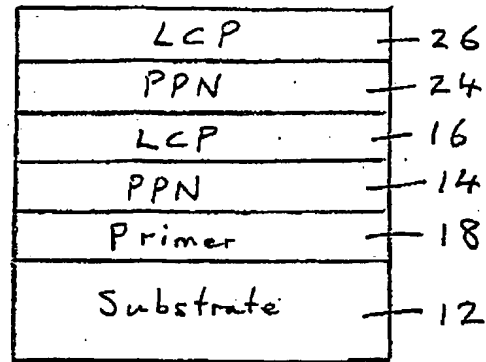 LCP 26
PPN 24
LCP 16
PPN 14
Primer 18
Substrate 12